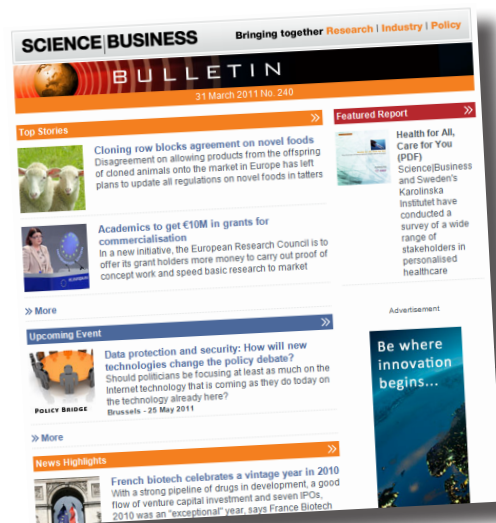 SCIENCE|BUSINESS
Bringing together Research | Industry | Policy
BULLETIN
31 March 2011 No. 240
Top Stories
Cloning row blocks agreement on novel foods
Disagreement on allowing products from the offspring
of cloned animals onto the market in Europe has left
plans to update all regulations on novel foods in tatters
Academics to get €10M in grants for
commercialisation
In a new initiative, the European Research Council is to
offer its grant holders more money to carry out proof of
concept work and speed basic research to market
» More
Upcoming Event
Data protection and security: How will new
technologies change the policy debate?
Should politicians be focusing at least as much on the
Internet technology that is coming as they do today on
the technology already here?
Brussels - 25 May 2011
POLICY BRIDGE
» More
News Highlights
French biotech celebrates a vintage year in 2010
With a strong pipeline of drugs in development, a good
flow of venture capital investment and seven IPOs,
2010 was an "exceptional" year, says France Biotech
Featured Report
Health for All,
Care for You
(PDF)
Science|Business
and Sweden's
Karolinska
Institutet have
conducted a
survey of a wide
range of
stakeholders in
personalised
healthcare
Advertisement
Be where
innovation
begins...